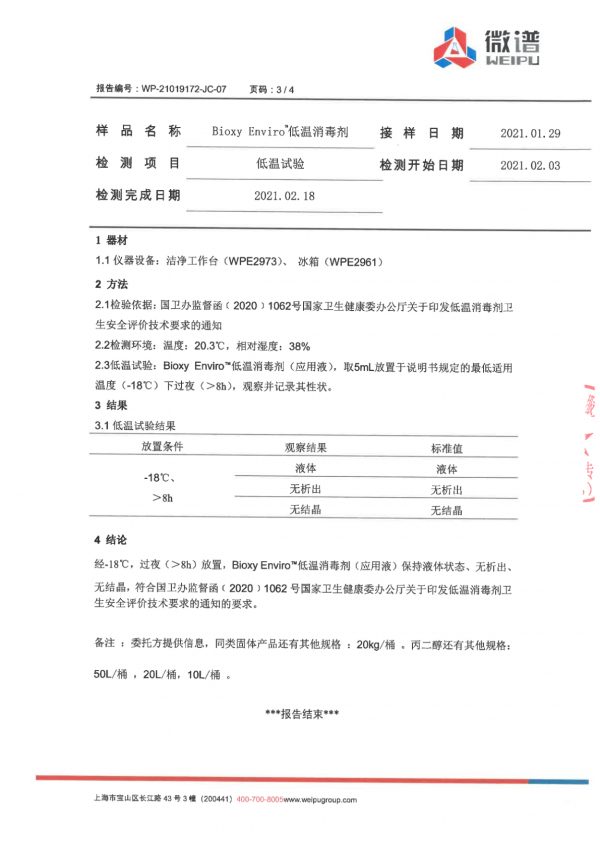 微谱
WEIPU
报告编号：WP-21019172-JC-07 页码：3 / 4
样品名称 Bioxy Enviro™低温消毒剂 接样日期 2021.01.29
检测项目 低温试验 检测开始日期 2021.02.03
检测完成日期 2021.02.18
1 器材
1.1 仪器设备：洁净工作台（WPE2973）、 冰箱（WPE2961）
2 方法
2.1检验依据：国卫办监督函﹝2020﹞1062号国家卫生健康委办公厅关于印发低温消毒剂卫
生安全评价技术要求的通知
2.2检测环境：温度：20.3℃，相对湿度：38%
2.3低温试验：Bioxy Enviro™低温消毒剂（应用液），取5mL放置于说明书规定的最低适用
温度（-18℃）下过夜（＞8h），观察并记录其性状。
3 结果
3.1 低温试验结果
放置条件 观察结果 标准值
-18℃、
＞8h
液体 液体
无析出 无析出
无结晶 无结晶
4 结论
经-18℃，过夜（＞8h）放置，Bioxy Enviro™低温消毒剂（应用液）保持液体状态、无析出、
无结晶，符合国卫办监督函﹝2020﹞1062 号国家卫生健康委办公厅关于印发低温消毒剂卫
生安全评价技术要求的通知的要求。
备注 ：委托方提供信息，同类固体产品还有其他规格 ：20kg/桶 。丙二醇还有其他规格：
50L/桶 ，20L/桶，10L/桶 。
***报告结束***
上海市宝山区长江路 43 号 3 幢（200441）400-700-8005www.weipugroup.com